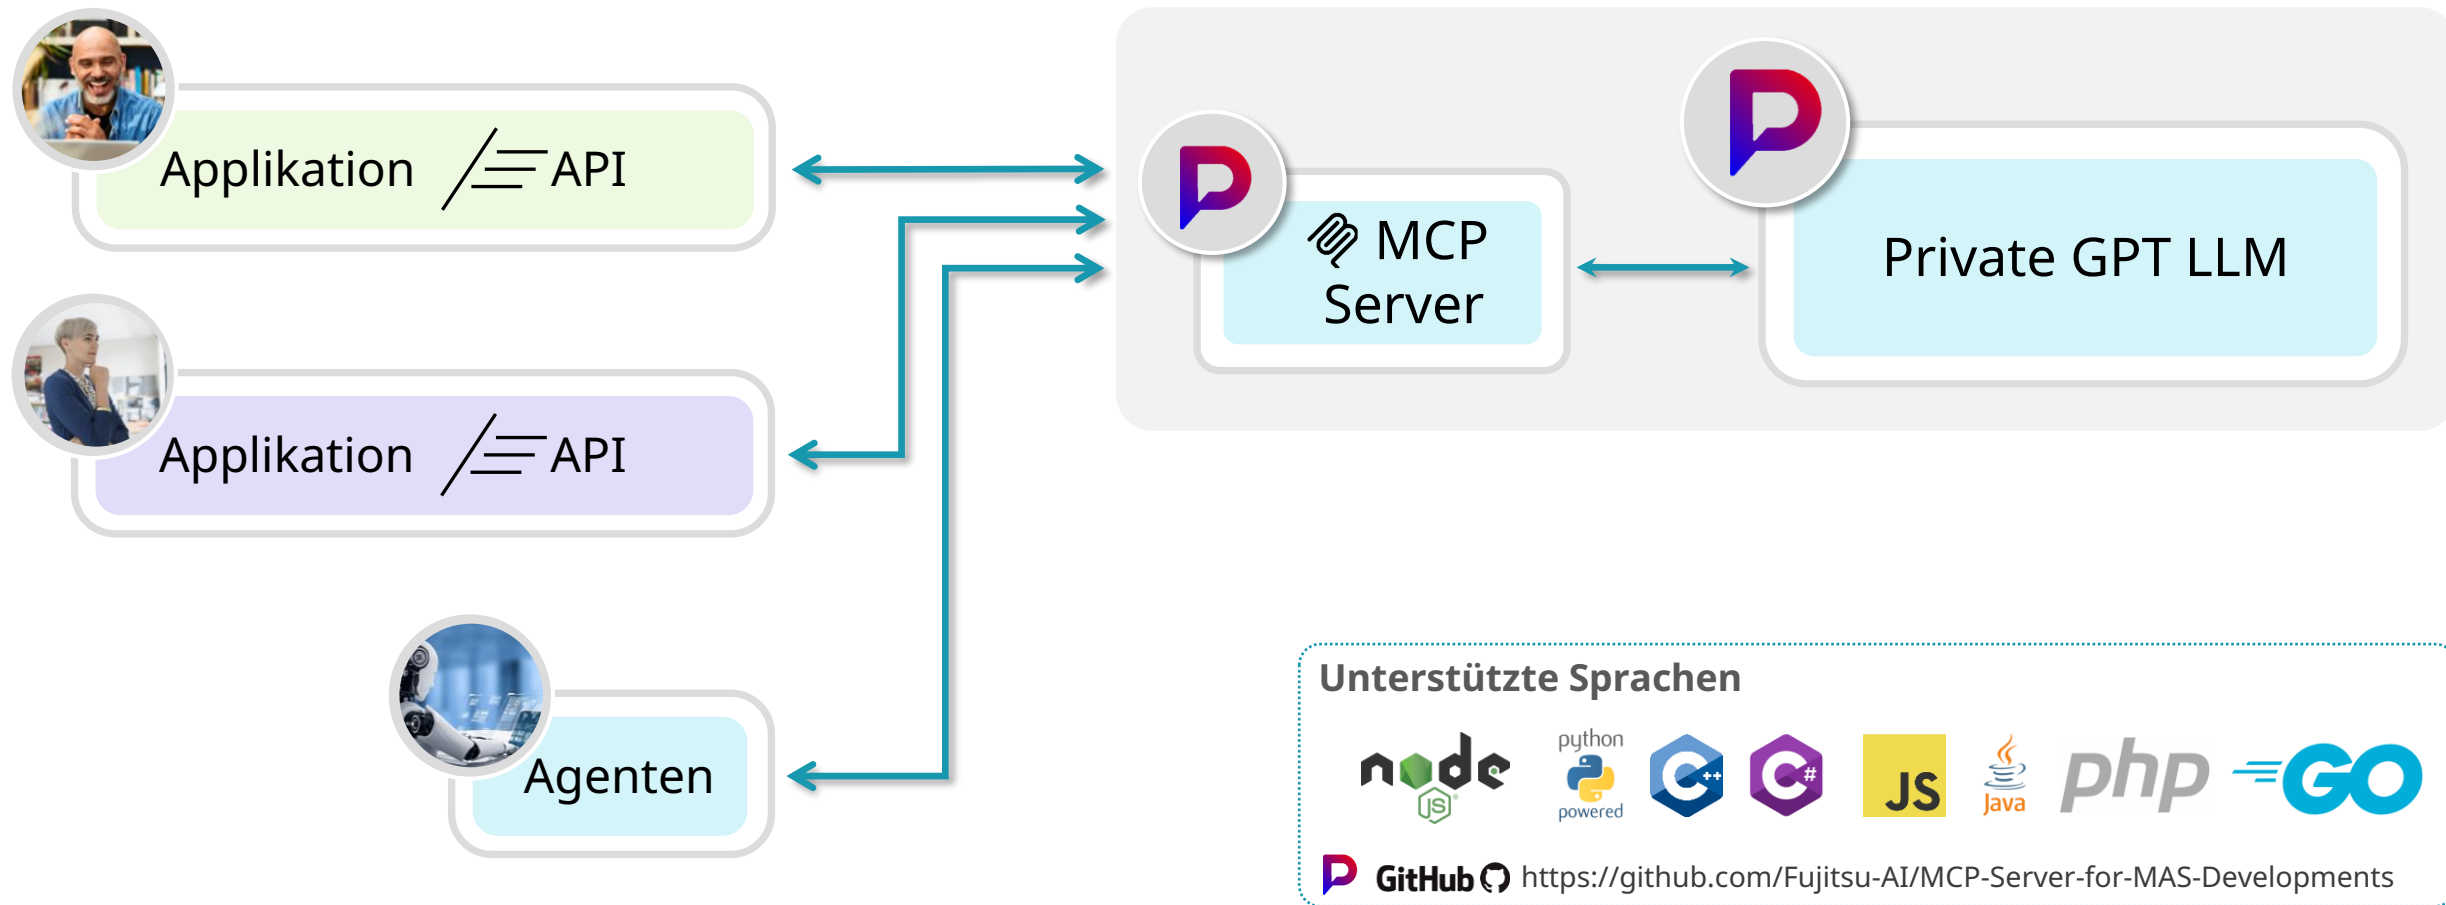 Applikation API
MCP
Server
Private GPT LLM
Applikation API
Agenten
Unterstützte Sprachen
node
JS
python
powered
C++
C#
JS
Java
php
GO
GitHub https://github.com/Fujitsu-AI/MCP-Server-for-MAS-Developments